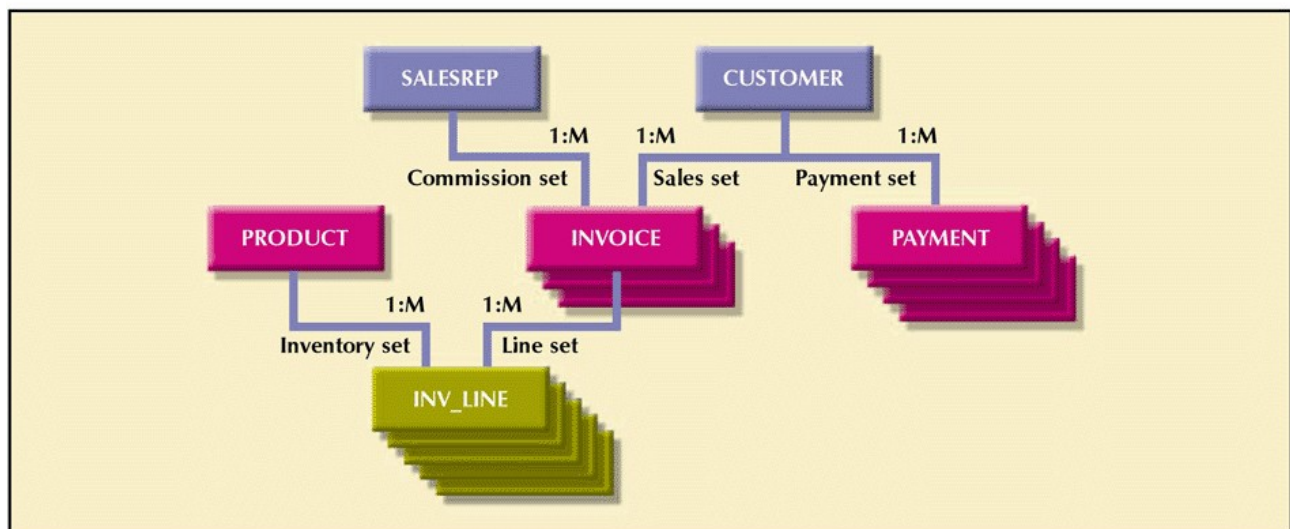 SALESREP
CUSTOMER
1:M
1:M
1:M
Commission set
Sales set
Payment set
PRODUCT
INVOICE
PAYMENT
1:M
1:M
Inventory set
Line set
INV_LINE